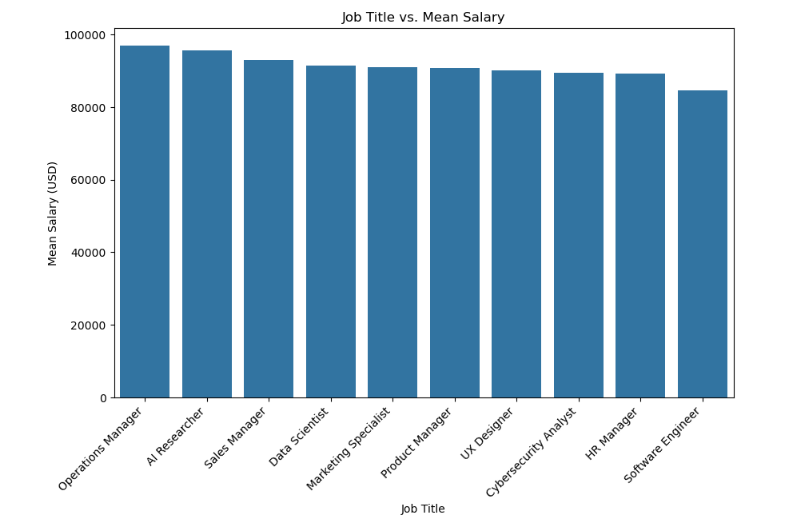 Job Title vs. Mean Salary
100000
80000
60000
40000
20000
0
Mean Salary (USD)
Operations Manager
AI Researcher
Sales Manager
Data Scientist
Marketing Specialist
Product Manager
UX Designer
Cybersecurity Analyst
HR Manager
Software Engineer
Job Title